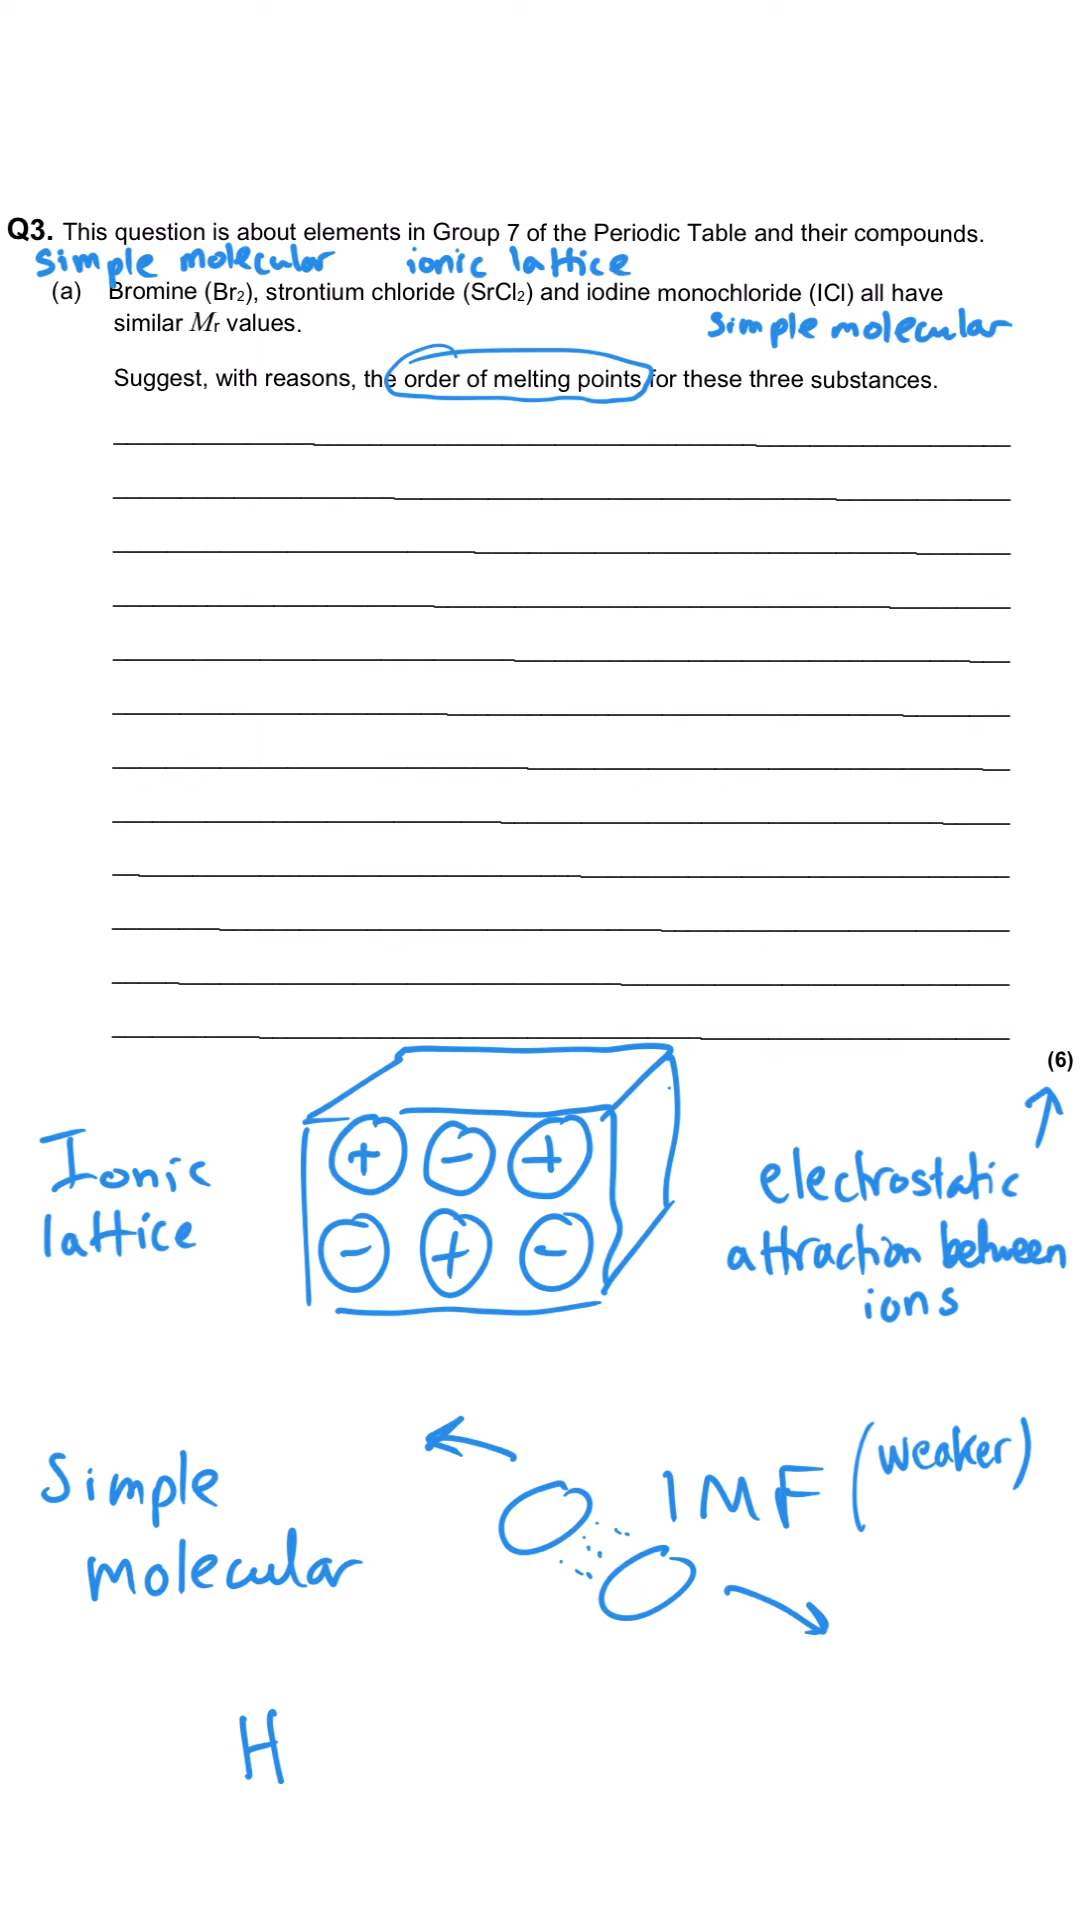 Q3. This question is about elements in Group 7 of the Periodic Table and their compounds.
simple molecular ionic lattice
(a) Bromine (Br₂), strontium chloride (SrCl₂) and iodine monochloride (ICl) all have
similar Mr values.
simple molecular
Suggest, with reasons, the order of melting points for these three substances.
(6)
Ionic
lattice
+ - +
- + -
electrostatic
attraction between
ions
Simple
molecular
IMF (weaker)
H